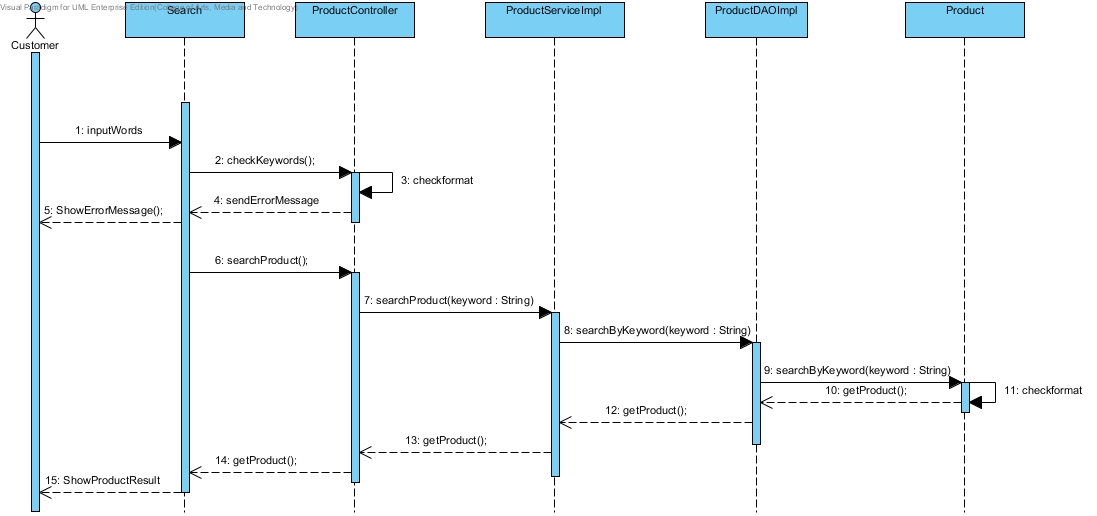 Visual Paradigm for UML Enterprise Edition(College of Arts, Media and Technology)
Search
ProductController
ProductServiceImpl
ProductDAOImpl
Product
Customer
1: inputWords
2: checkKeywords();
3: checkformat
4: sendErrorMessage
5: ShowErrorMessage();
6: searchProduct();
7: searchProduct(keyword : String)
8: searchByKeyword(keyword : String)
9: searchByKeyword(keyword : String)
10: getProduct();
11: checkformat
12: getProduct();
13: getProduct();
14: getProduct();
15: ShowProductResult